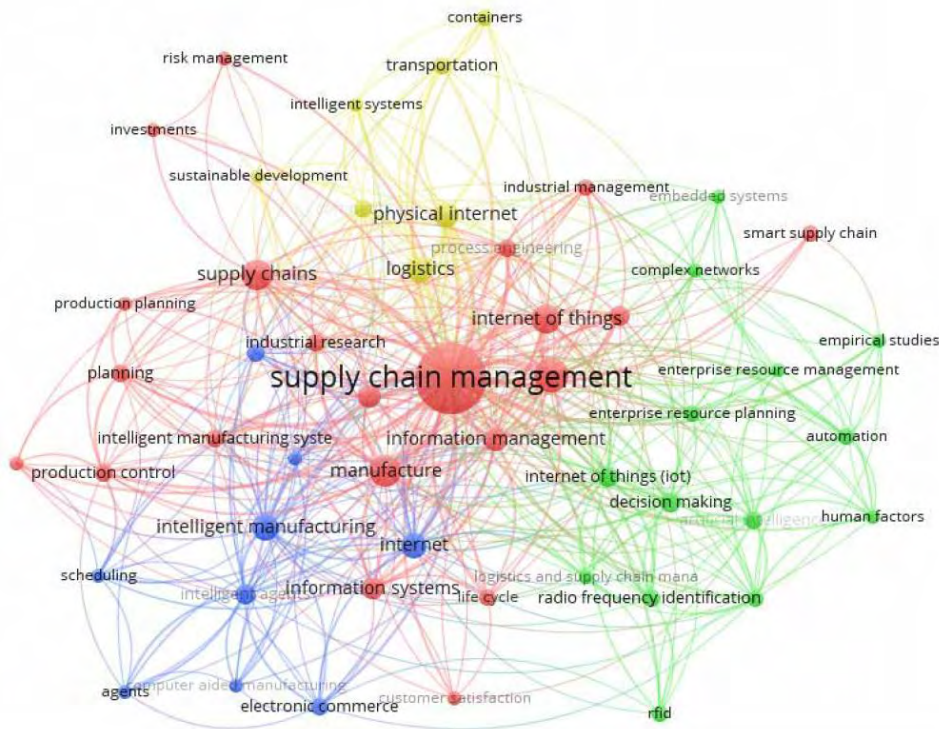 containers
risk management
transportation
intelligent systems
investments
sustainable development
industrial management
embedded systems
physical internet
smart supply chain
process engineering
supply chains
logistics
complex networks
production planning
internet of things
industrial research
empirical studies
planning
supply chain management
enterprise resource management
enterprise resource planning
intelligent manufacturing syste
information management
automation
production control
manufacture
internet of things (iot)
decision making
intelligent manufacturing
artificial intelligence
human factors
internet
scheduling
logistics and supply chain mana
intelligent agents
information systems
life cycle
radio frequency identification
agents
computer aided manufacturing
customer satisfaction
electronic commerce
rfid